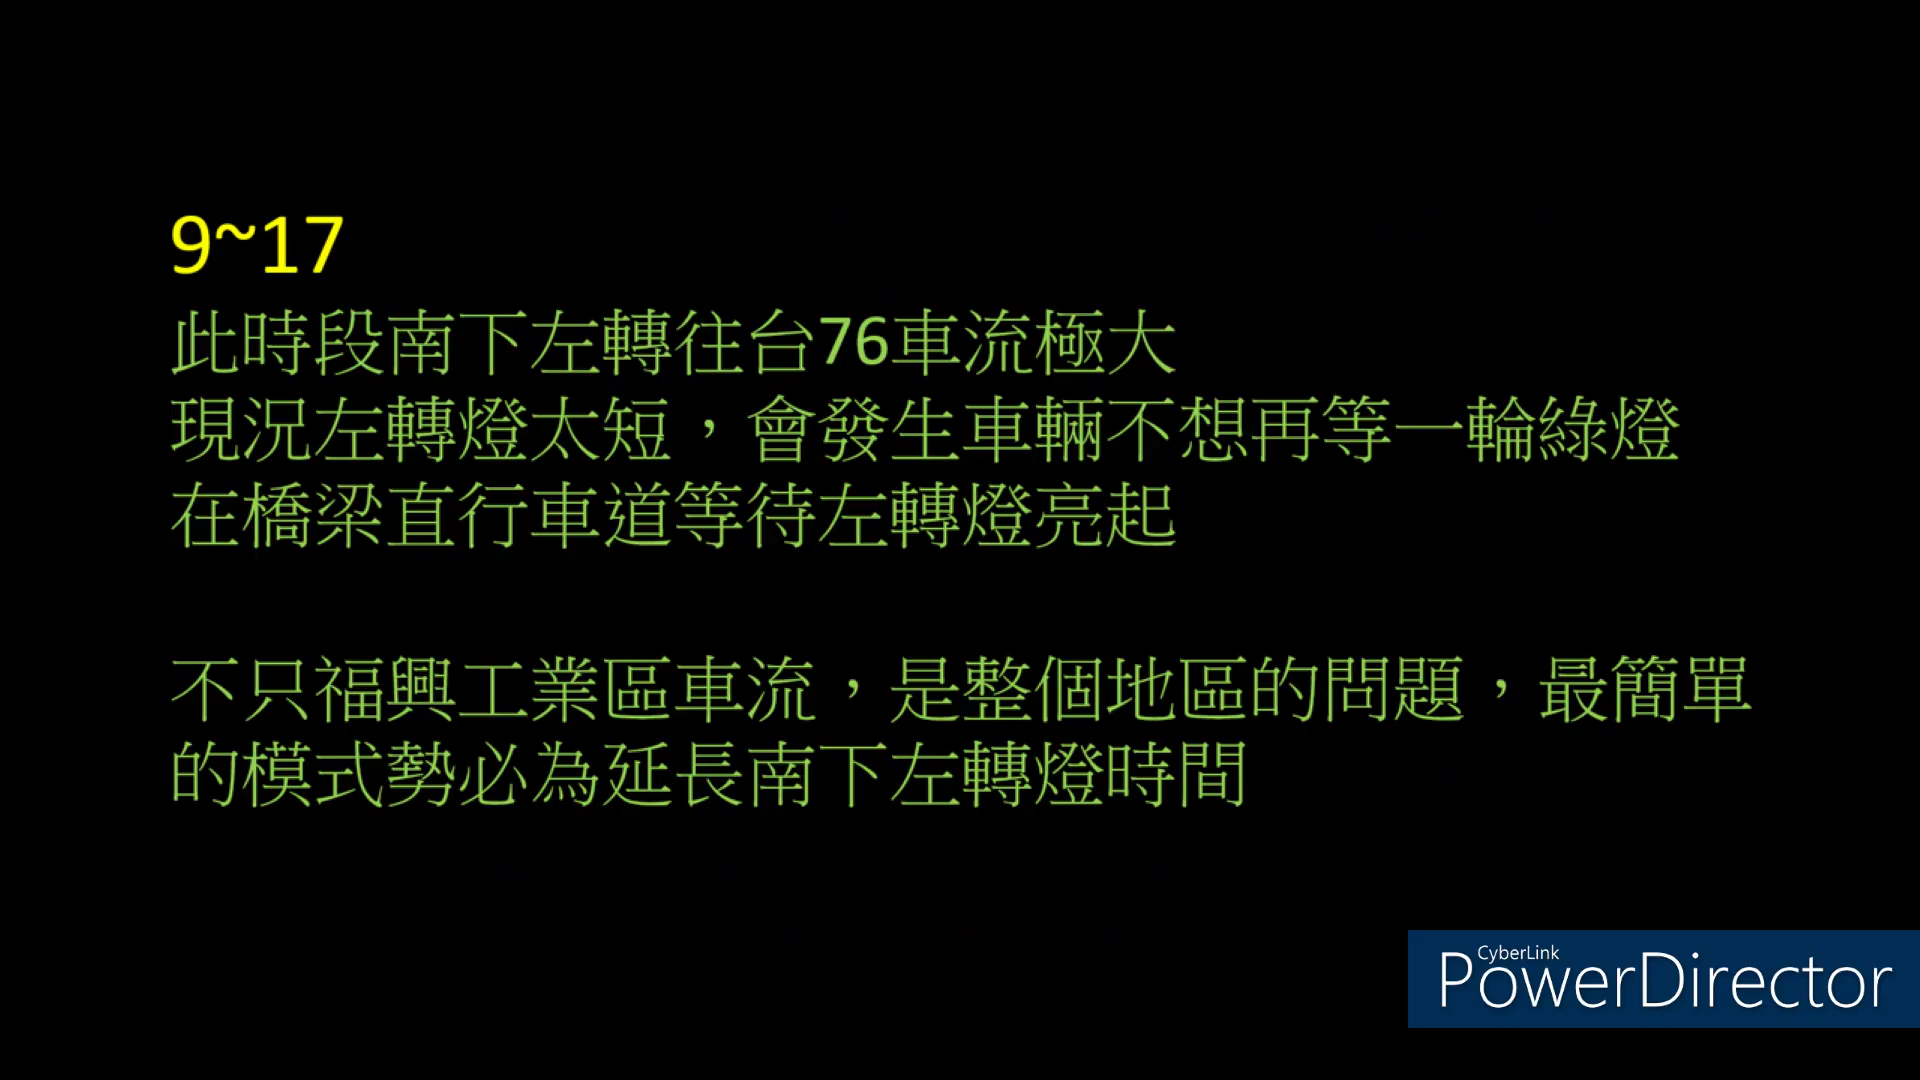 9~17
此時段南下左轉往台76車流極大
現況左轉燈太短，會發生車輛不想再等一輪綠燈
在橋梁直行車道等待左轉燈亮起
不只福興工業區車流，是整個地區的問題，最簡單
的模式勢必為延長南下左轉燈時間
CyberLink
PowerDirector